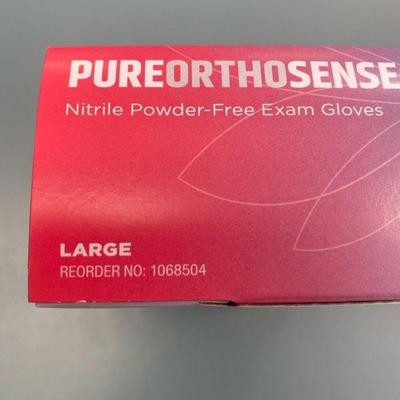 PUREORTHOSENSE
Nitrile Powder-Free Exam Gloves
LARGE
REORDER NO: 1068504